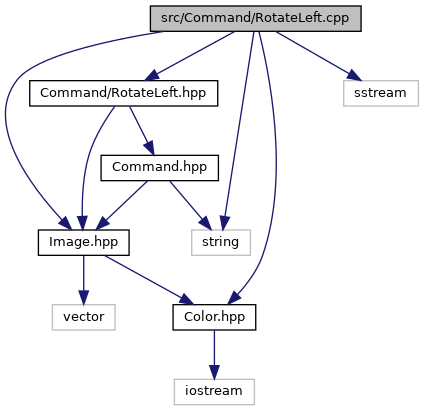 src/Command/RotateLeft.cpp
Command/RotateLeft.hpp
sstream
Command.hpp
Image.hpp
string
vector
Color.hpp
iostream